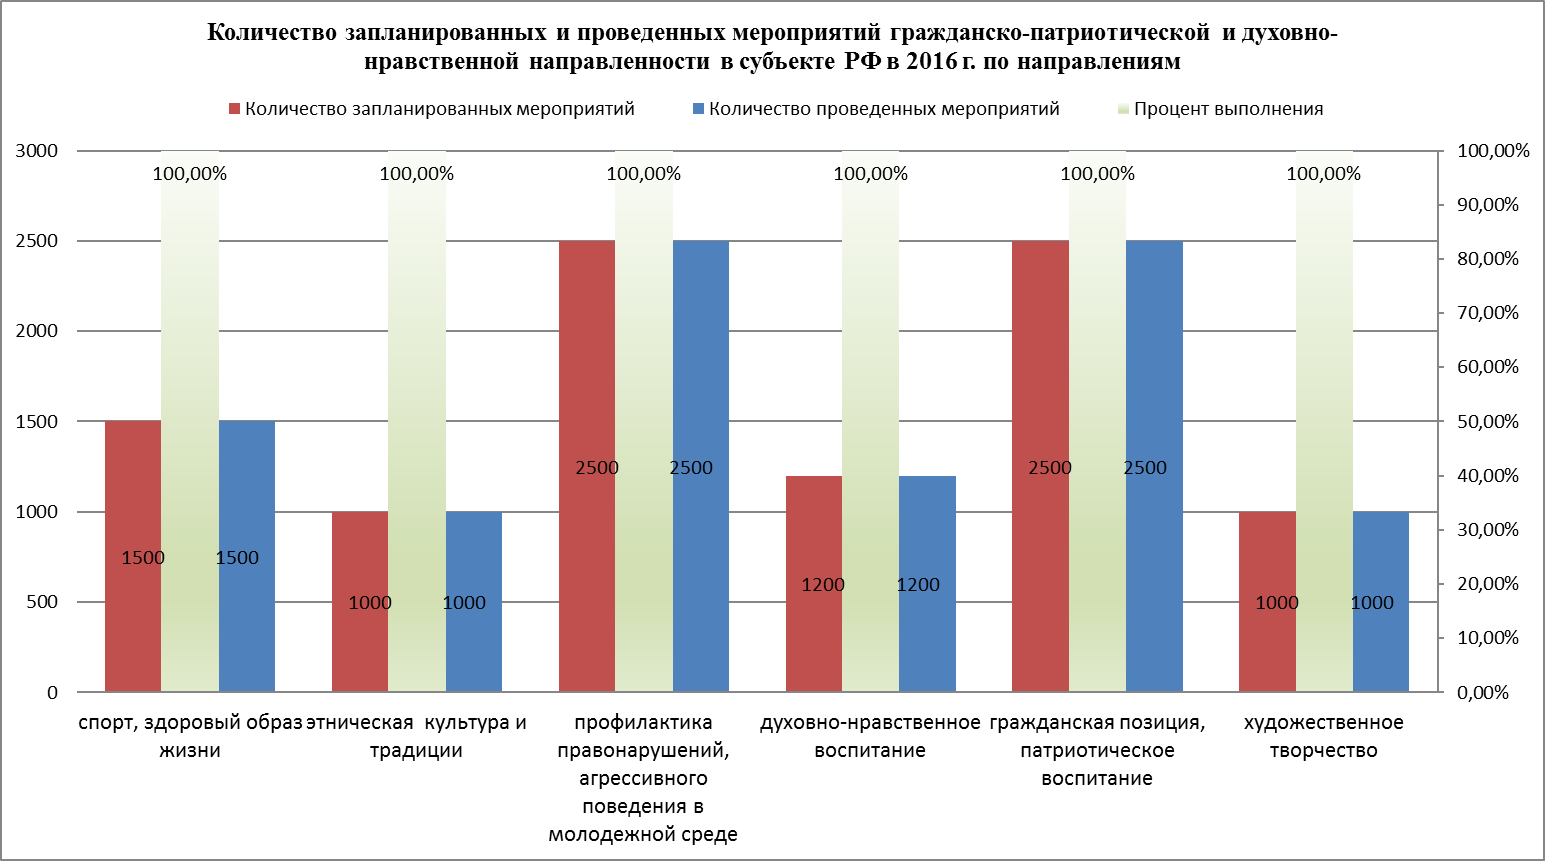 Количество запланированных и проведенных мероприятий гражданско-патриотической и духовно-
нравственной направленности в субъекте РФ в 2016 г. по направлениям
Количество запланированных мероприятий Количество проведенных мероприятий Процент выполнения
3000
2500
2000
1500
1000
500
0
100,00% 100,00% 100,00% 100,00% 100,00% 100,00%
1500 1500
1000 1000
2500 2500
1200 1200
2500 2500
1000 1000
100,00%
90,00%
80,00%
70,00%
60,00%
50,00%
40,00%
30,00%
20,00%
10,00%
0,00%
спорт, здоровый образ
жизни
этническая культура и
традиции
профилактика
правонарушений,
агрессивного
поведения в
молодежной среде
духовно-нравственное
воспитание
гражданская позиция,
патриотическое
воспитание
художественное
творчество